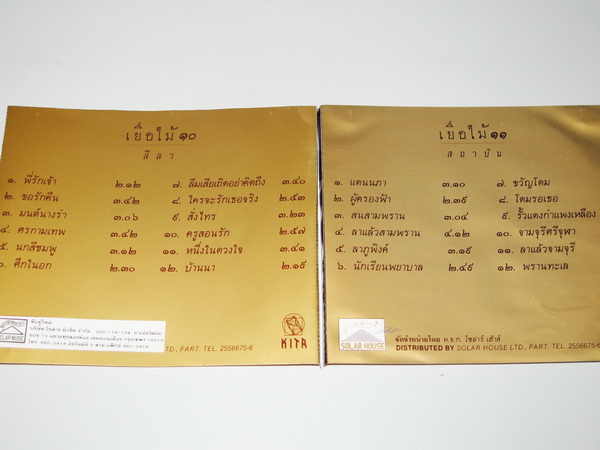 เยื่อไม้ ๑๐
ลีลา
๑. พี่รักเจ้า ๒.๑๒
๒. ขอรักคืน ๓.๔๒
๓. มนต์นางรำ ๓.๐๖
๔. ศรกามเทพ ๓.๔๒
๕. นกสีชมพู ๓.๑๒
๖. ศึกในอก ๒.๓๐
๗. ลืมเสียเถิดอย่าคิดถึง ๓.๔๐
๘. ใครจะรักเธอจริง ๒.๕๓
๙. สั่งไทร ๓.๒๓
๑๐. ครูสอนรัก ๒.๕๗
๑๑. หนึ่งในดวงใจ ๓.๔๑
๑๒. บ้านนา ๒.๑๕
SOLAR MUSIC
KITA
LTD., PART. TEL. 2556675-6
เยื่อไม้ ๑๑
สถาบัน
๑. แดนนภา ๓.๑๐
๒. ผู้ครองฟ้า ๒.๓๕
๓. สนสามพราน ๓.๐๔
๔. ลาแล้วสามพราน ๔.๑๒
๕. ลาภูพิงค์ ๓.๑๕
๖. นักเรียนพยาบาล ๒.๔๕
๗. ขวัญโดม
๘. โดมรอเธอ
๙. รั้วแดงกำแพงเหลือง
๑๐. จามจุรีศรีจุฬา
๑๑. ลาแล้วจามจุรี
๑๒. พรานทะเล
SOLAR HOUSE
จัดจำหน่ายโดย ห.จ.ก. โซล่าร์ เฮ้าส์
DISTRIBUTED BY SOLAR HOUSE LTD., PART. TEL. 2556675-6